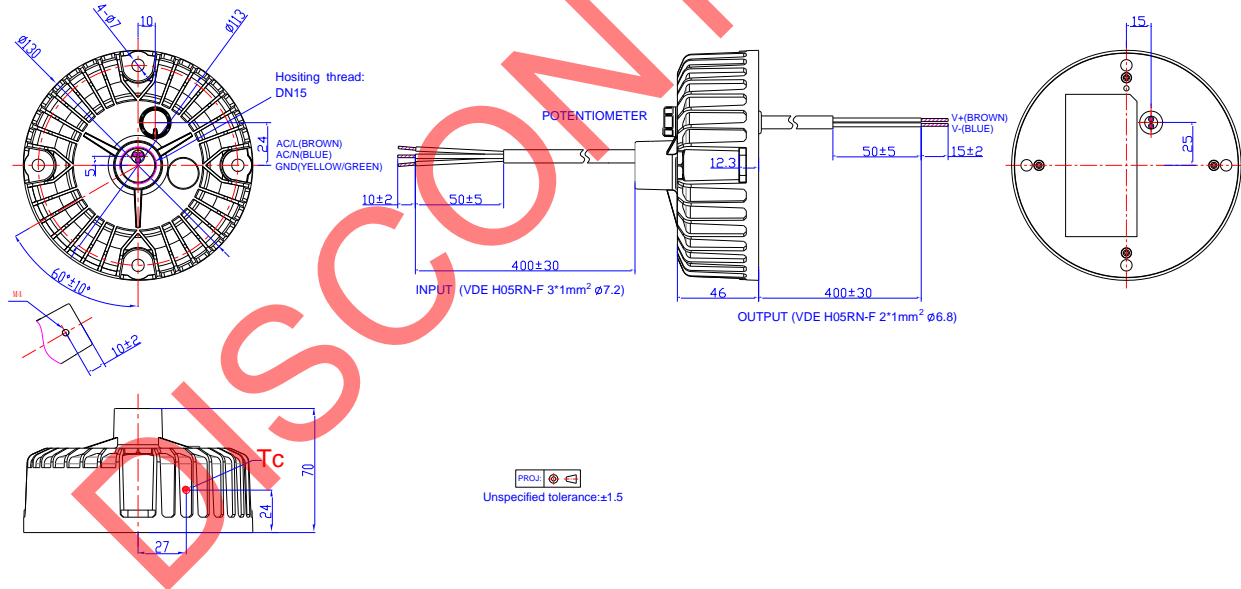 4-Ø7
10
Ø113
Ø130
Hositing thread:
DN15
24
5
AC/L(BROWN)
AC/N(BLUE)
GND(YELLOW/GREEN)
60°±10°
10±2
10±2
50±5
400±30
INPUT (VDE H05RN-F 3*1mm² ø7.2)
POTENTIOMETER
12.3
46
V+(BROWN)
V-(BLUE)
50±5
15±2
400±30
OUTPUT (VDE H05RN-F 2*1mm² ø6.8)
15
25
Tc
70
24
27
PROJ:
Unspecified tolerance:±1.5